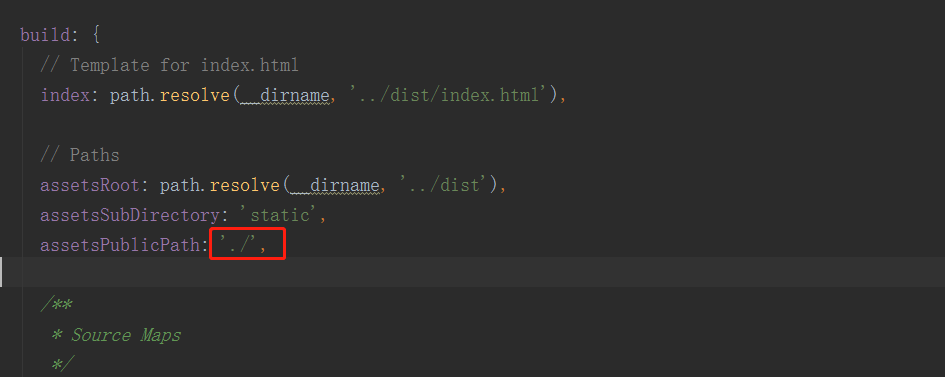 build: {
// Template for index.html
index: path.resolve(__dirname, '../dist/index.html'),
// Paths
assetsRoot: path.resolve(__dirname, '../dist'),
assetsSubDirectory: 'static',
assetsPublicPath: './',
/**
* Source Maps
*/